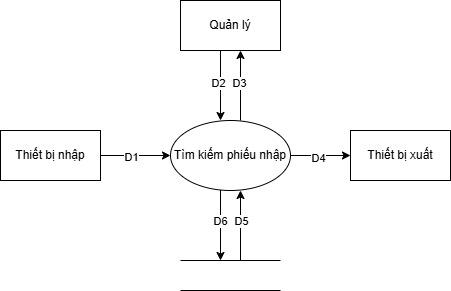 Quản lý
D2
D3
Thiết bị nhập
D1
Tìm kiếm phiếu nhập
D4
Thiết bị xuất
D6
D5